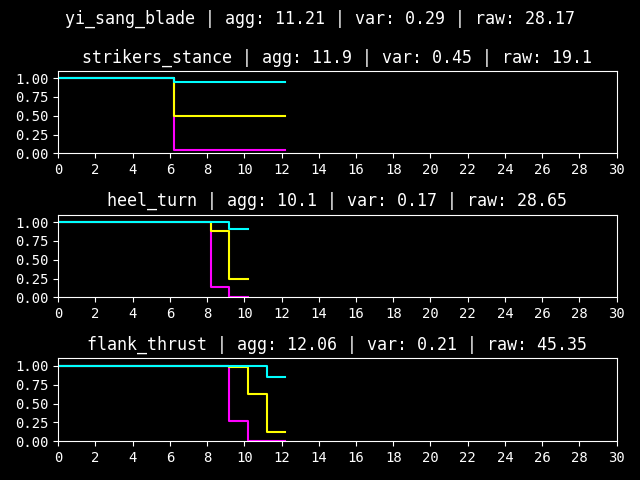 yi_sang_blade | agg: 11.21 | var: 0.29 | raw: 28.17
strikers_stance | agg: 11.9 | var: 0.45 | raw: 19.1
1.00
0.75
0.50
0.25
0.00
0 2 4 6 8 10 12 14 16 18 20 22 24 26 28 30
heel_turn | agg: 10.1 | var: 0.17 | raw: 28.65
1.00
0.75
0.50
0.25
0.00
0 2 4 6 8 10 12 14 16 18 20 22 24 26 28 30
flank_thrust | agg: 12.06 | var: 0.21 | raw: 45.35
1.00
0.75
0.50
0.25
0.00
0 2 4 6 8 10 12 14 16 18 20 22 24 26 28 30